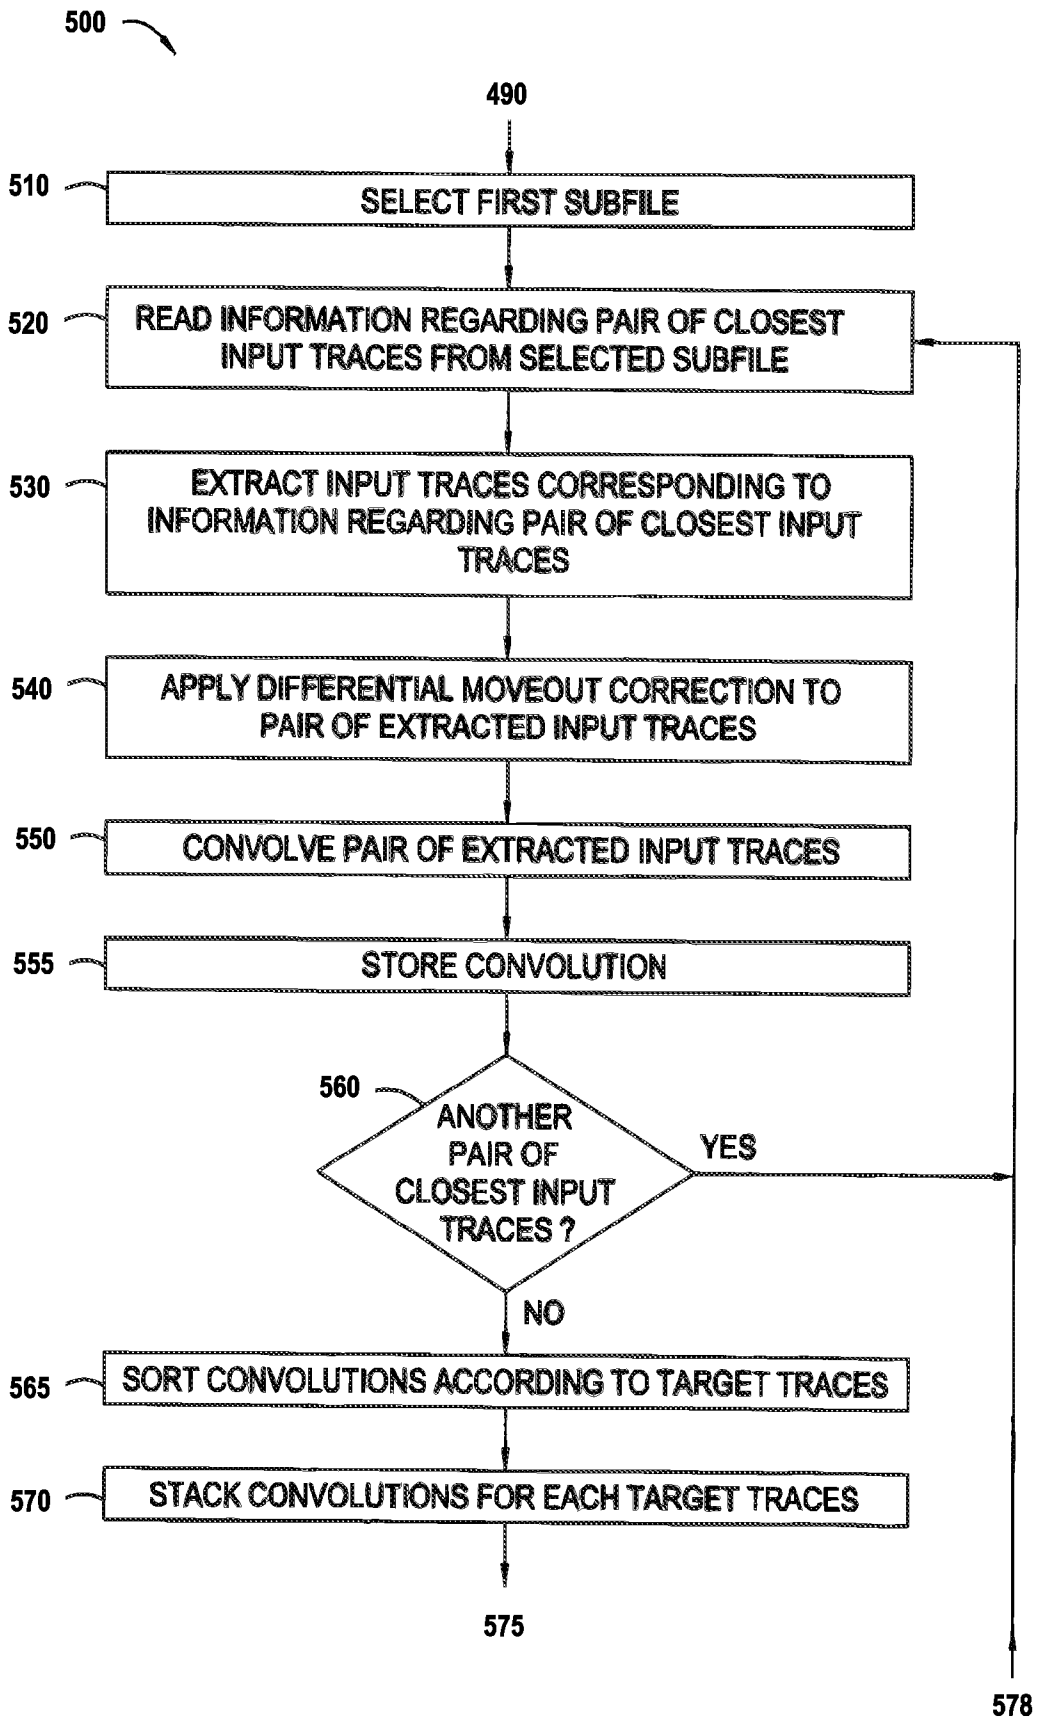 500
490
510
SELECT FIRST SUBFILE
520
READ INFORMATION REGARDING PAIR OF CLOSEST
INPUT TRACES FROM SELECTED SUBFILE
530
EXTRACT INPUT TRACES CORRESPONDING TO
INFORMATION REGARDING PAIR OF CLOSEST INPUT
TRACES
540
APPLY DIFFERENTIAL MOVEOUT CORRECTION TO
PAIR OF EXTRACTED INPUT TRACES
550
CONVOLVE PAIR OF EXTRACTED INPUT TRACES
555
STORE CONVOLUTION
560
ANOTHER
PAIR OF
CLOSEST INPUT
TRACES ?
YES
NO
565
SORT CONVOLUTIONS ACCORDING TO TARGET TRACES
570
STACK CONVOLUTIONS FOR EACH TARGET TRACES
575
578